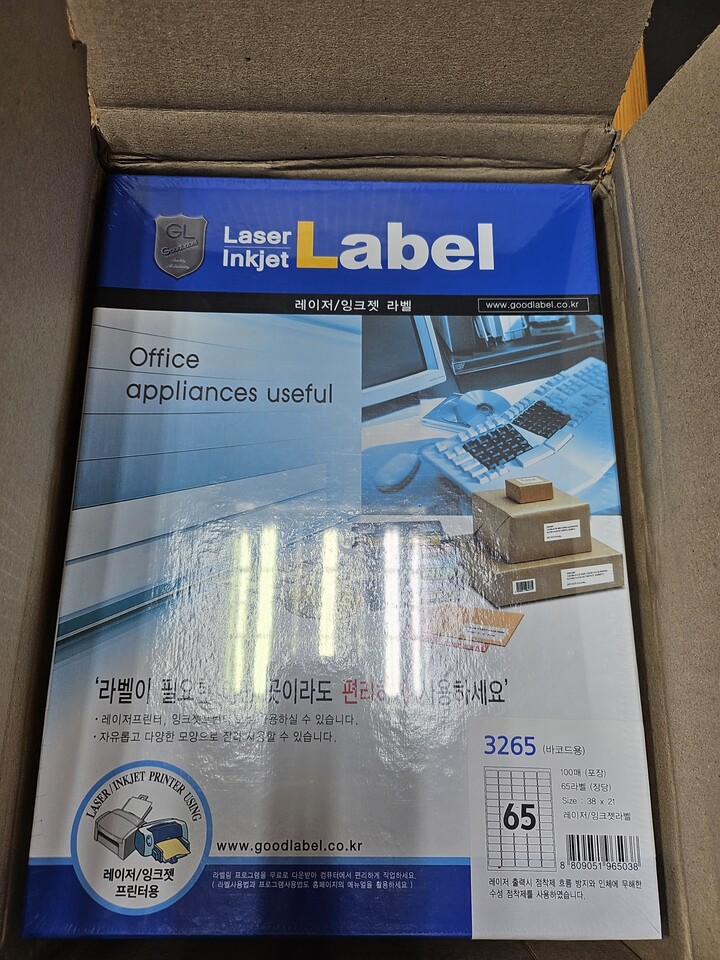 GL
GoodLabel
Laser
Inkjet
Label
레이저/잉크젯 라벨
www.goodlabel.co.kr
Office
appliances useful
'라벨이 필요한 곳이라도 편리하게 사용하세요'
· 레이저프린터, 잉크젯 사용하실 수 있습니다.
· 자유롭고 다양한 모양으로 잘라 사용할 수 있습니다.
3265 (바코드용)
100매 (포장)
65라벨 (장당)
Size : 38 x 21
레이저/잉크젯라벨
65
8 809051 965038
레이저 출력시 점착제 흐름 방지와 인체에 무해한
수성 점착제를 사용하였습니다.
LASER/INKJET PRINTER USING
레이저/잉크젯
프린터용
www.goodlabel.co.kr
라벨링 프로그램을 무료로 다운받아 컴퓨터에서 편리하게 작업하세요.
( 라벨사용법과 프로그램사용법도 홈페이지의 메뉴얼을 활용하세요 )